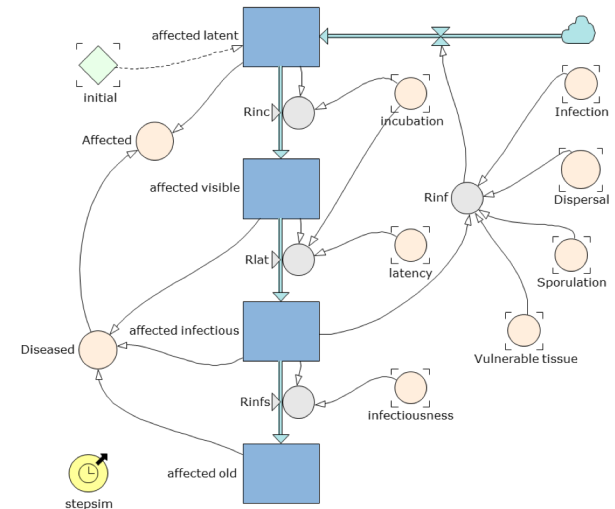 affected latent
initial
Rinc
incubation
Infection
Affected
affected visible
Rinf
Dispersal
Rlat
latency
Sporulation
affected infectious
Diseased
Vulnerable tissue
Rinfs
infectiousness
affected old
stepsim